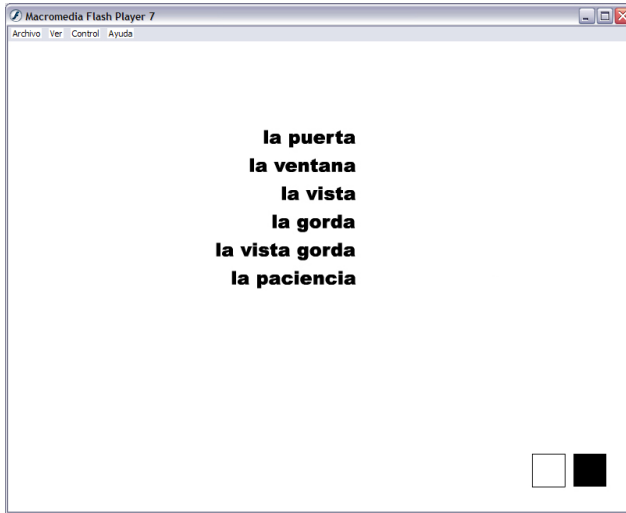 Macromedia Flash Player 7
Archivo Ver Control Ayuda
la puerta
la ventana
la vista
la gorda
la vista gorda
la paciencia